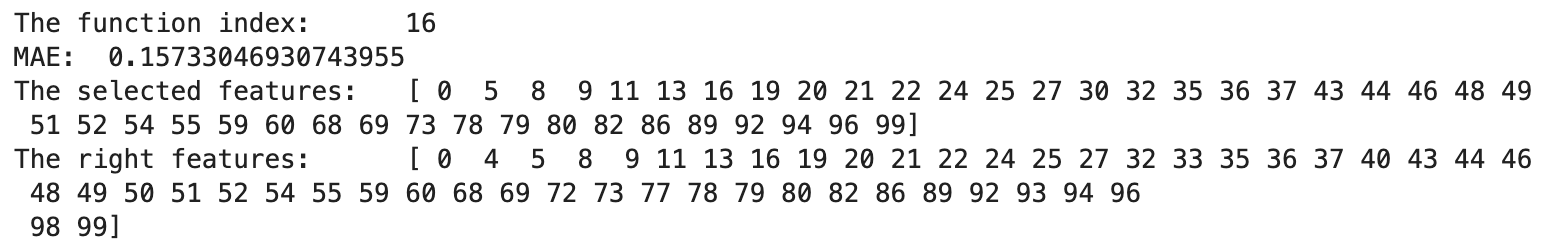 The function index:      16
MAE:  0.15733046930743955
The selected features:   [ 0  5  8  9 11 13 16 19 20 21 22 24 25 27 30 32 35 36 37 43 44 46 48 49
 51 52 54 55 59 60 68 69 73 78 79 80 82 86 89 92 94 96 99]
The right features:      [ 0  4  5  8  9 11 13 16 19 20 21 22 24 25 27 32 33 35 36 37 40 43 44 46
 48 49 50 51 52 54 55 59 60 68 69 72 73 77 78 79 80 82 86 89 92 93 94 96
 98 99]